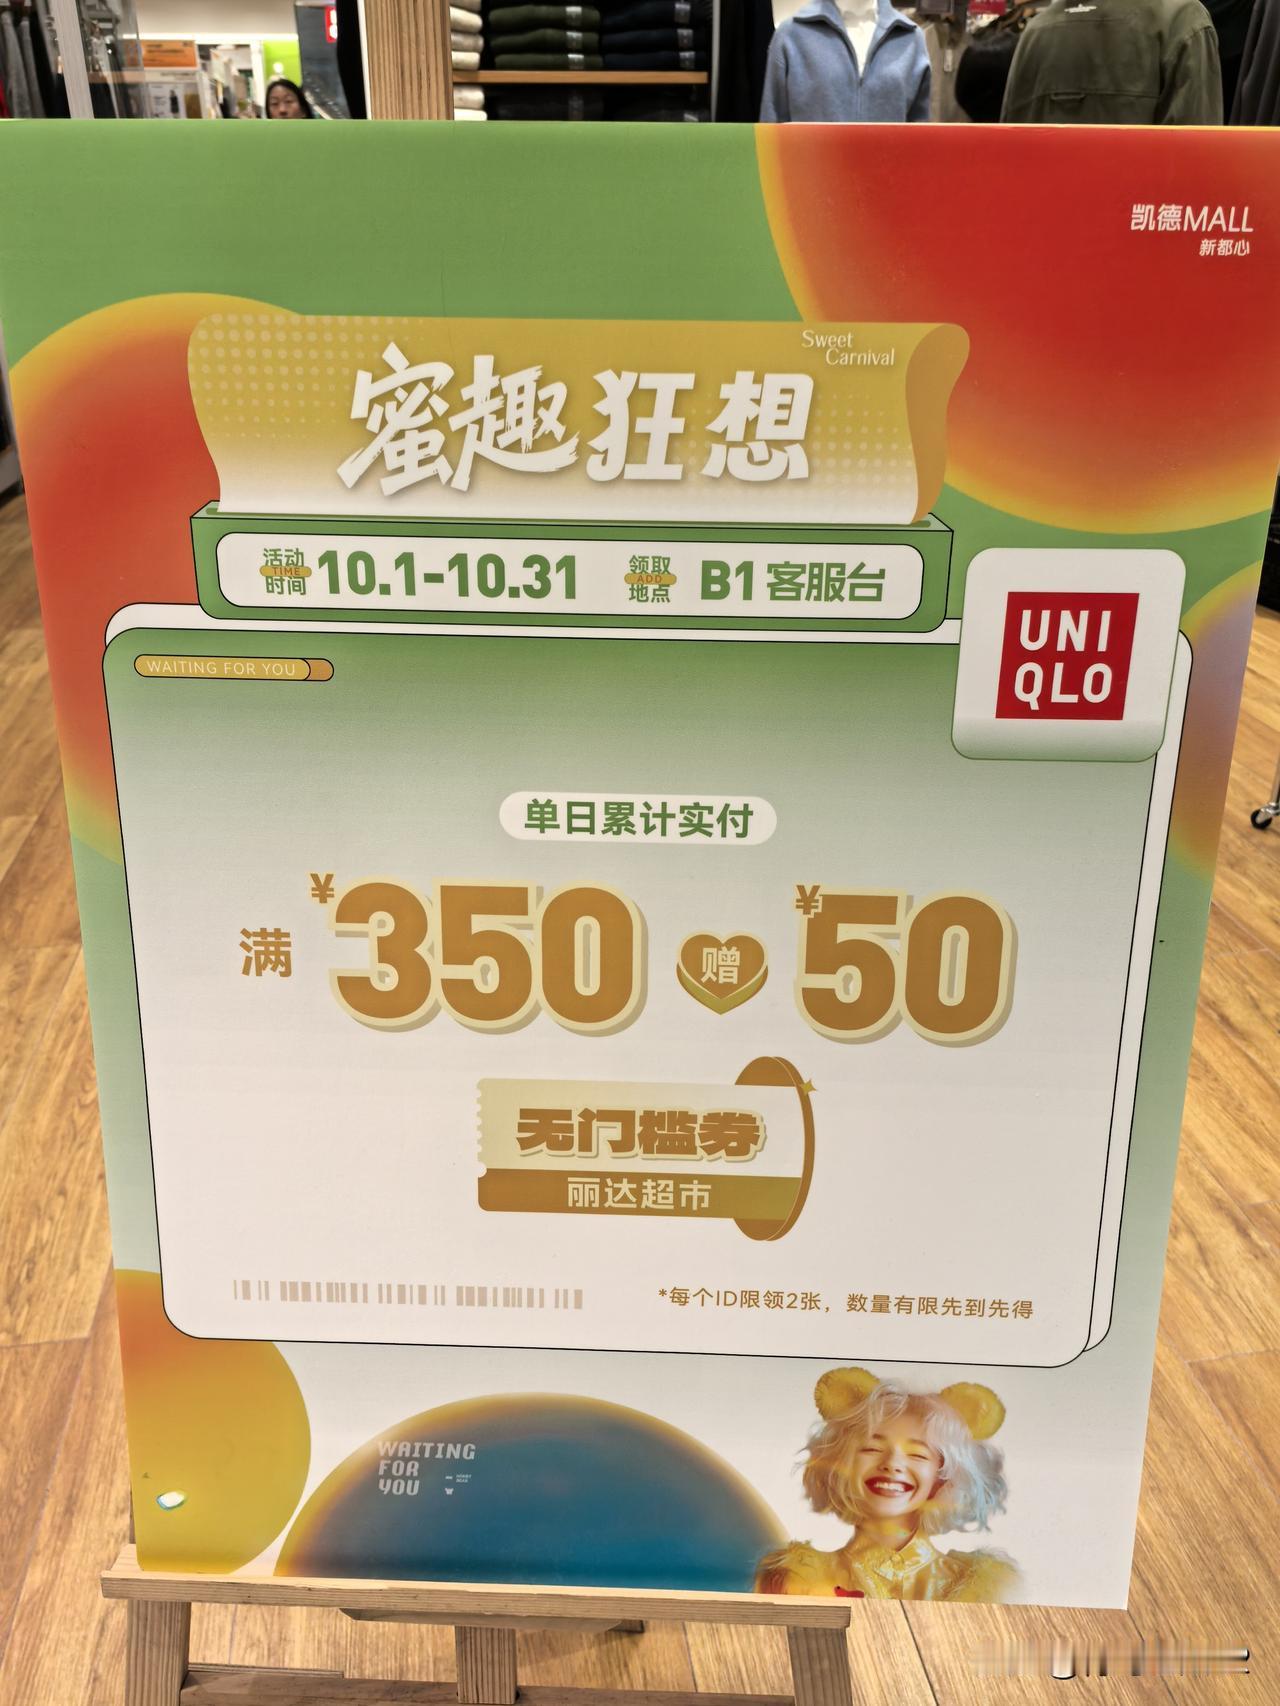 凯德MALL
新都心
Sweet
Carnival
蜜趣狂想
活动时间 TIME 10.1-10.31 领取地点 ADD B1 客服台
UNI
QLO
WAITING FOR YOU
单日累计实付
满 ¥350 赠 ¥50
无门槛券
丽达超市
*每个ID限领2张，数量有限先到先得
WAITING
FOR
YOU